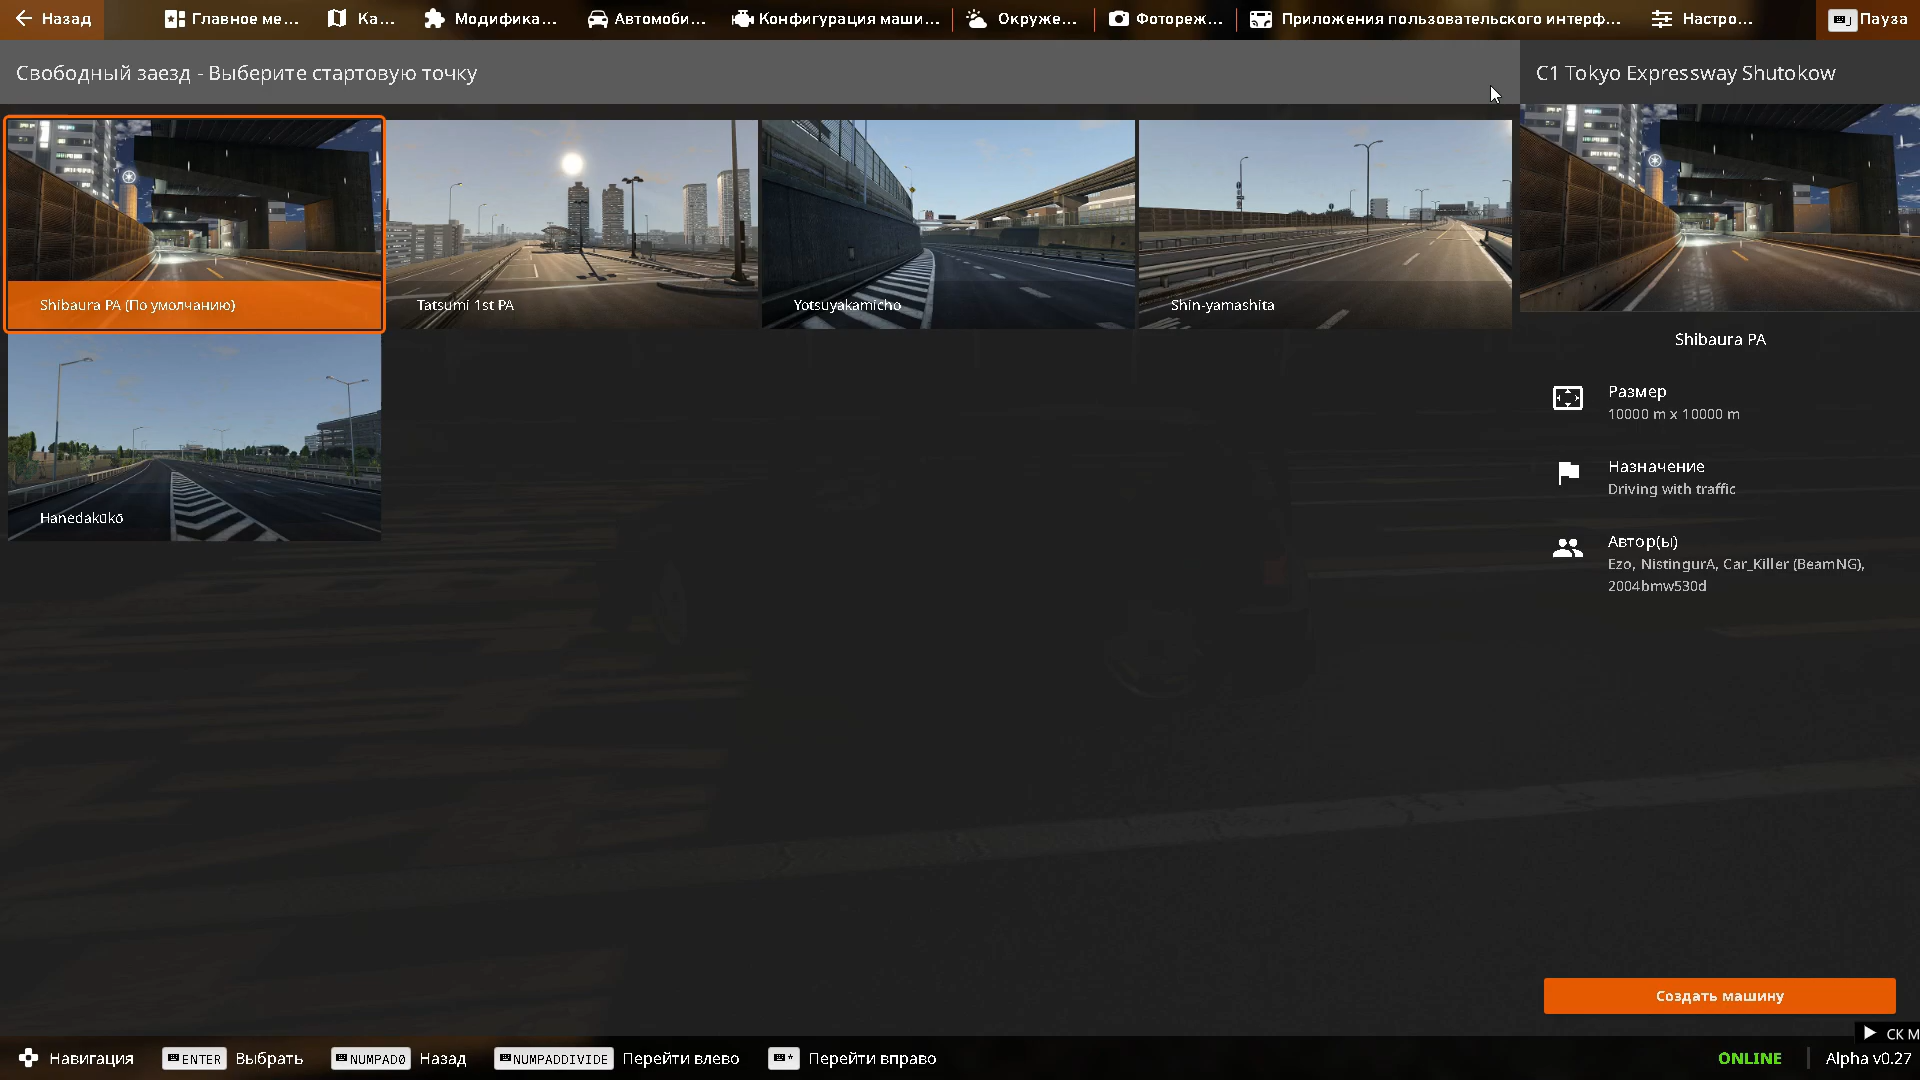 Назад
Главное ме...
Ка...
Модифика...
Автомоби...
Конфигурация маши...
Окруже...
Фотореж...
Приложения пользовательского интерф...
Настро...
Пауза
Свободный заезд - Выберите стартовую точку
C1 Tokyo Expressway Shutokow
Shibaura PA (По умолчанию)
Tatsumi 1st PA
Yotsuyakamicho
Shin-yamashita
Hanedakūkō
Shibaura PA
Размер
10000 m x 10000 m
Назначение
Driving with traffic
Автор(ы)
Ezo, NistingurA, Car_Killer (BeamNG),
2004bmw530d
Создать машину
СК М
Навигация
ENTER Выбрать
NUMPAD0 Назад
NUMPADDIVIDE Перейти влево
* Перейти вправо
ONLINE
Alpha v0.27